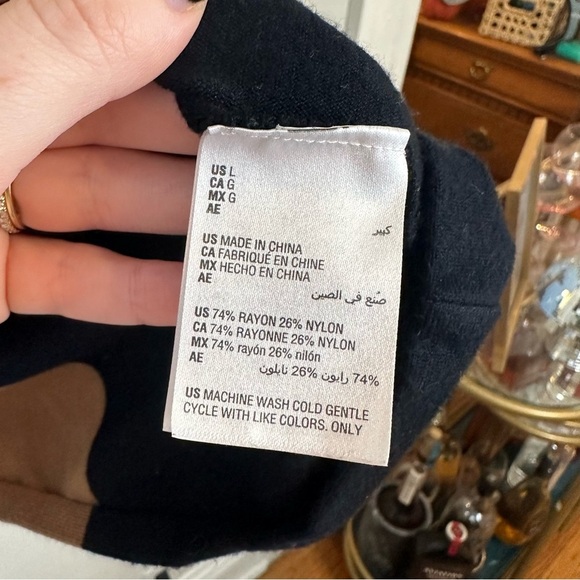 US L
CA G
MX G
AE
كبير
US MADE IN CHINA
CA FABRIQUÉ EN CHINE
MX HECHO EN CHINA
AE
صُنع في الصين
US 74% RAYON 26% NYLON
CA 74% RAYONNE 26% NYLON
MX 74% rayón 26% nilón
AE
74% رايون 26% نايلون
US MACHINE WASH COLD GENTLE
CYCLE WITH LIKE COLORS. ONLY